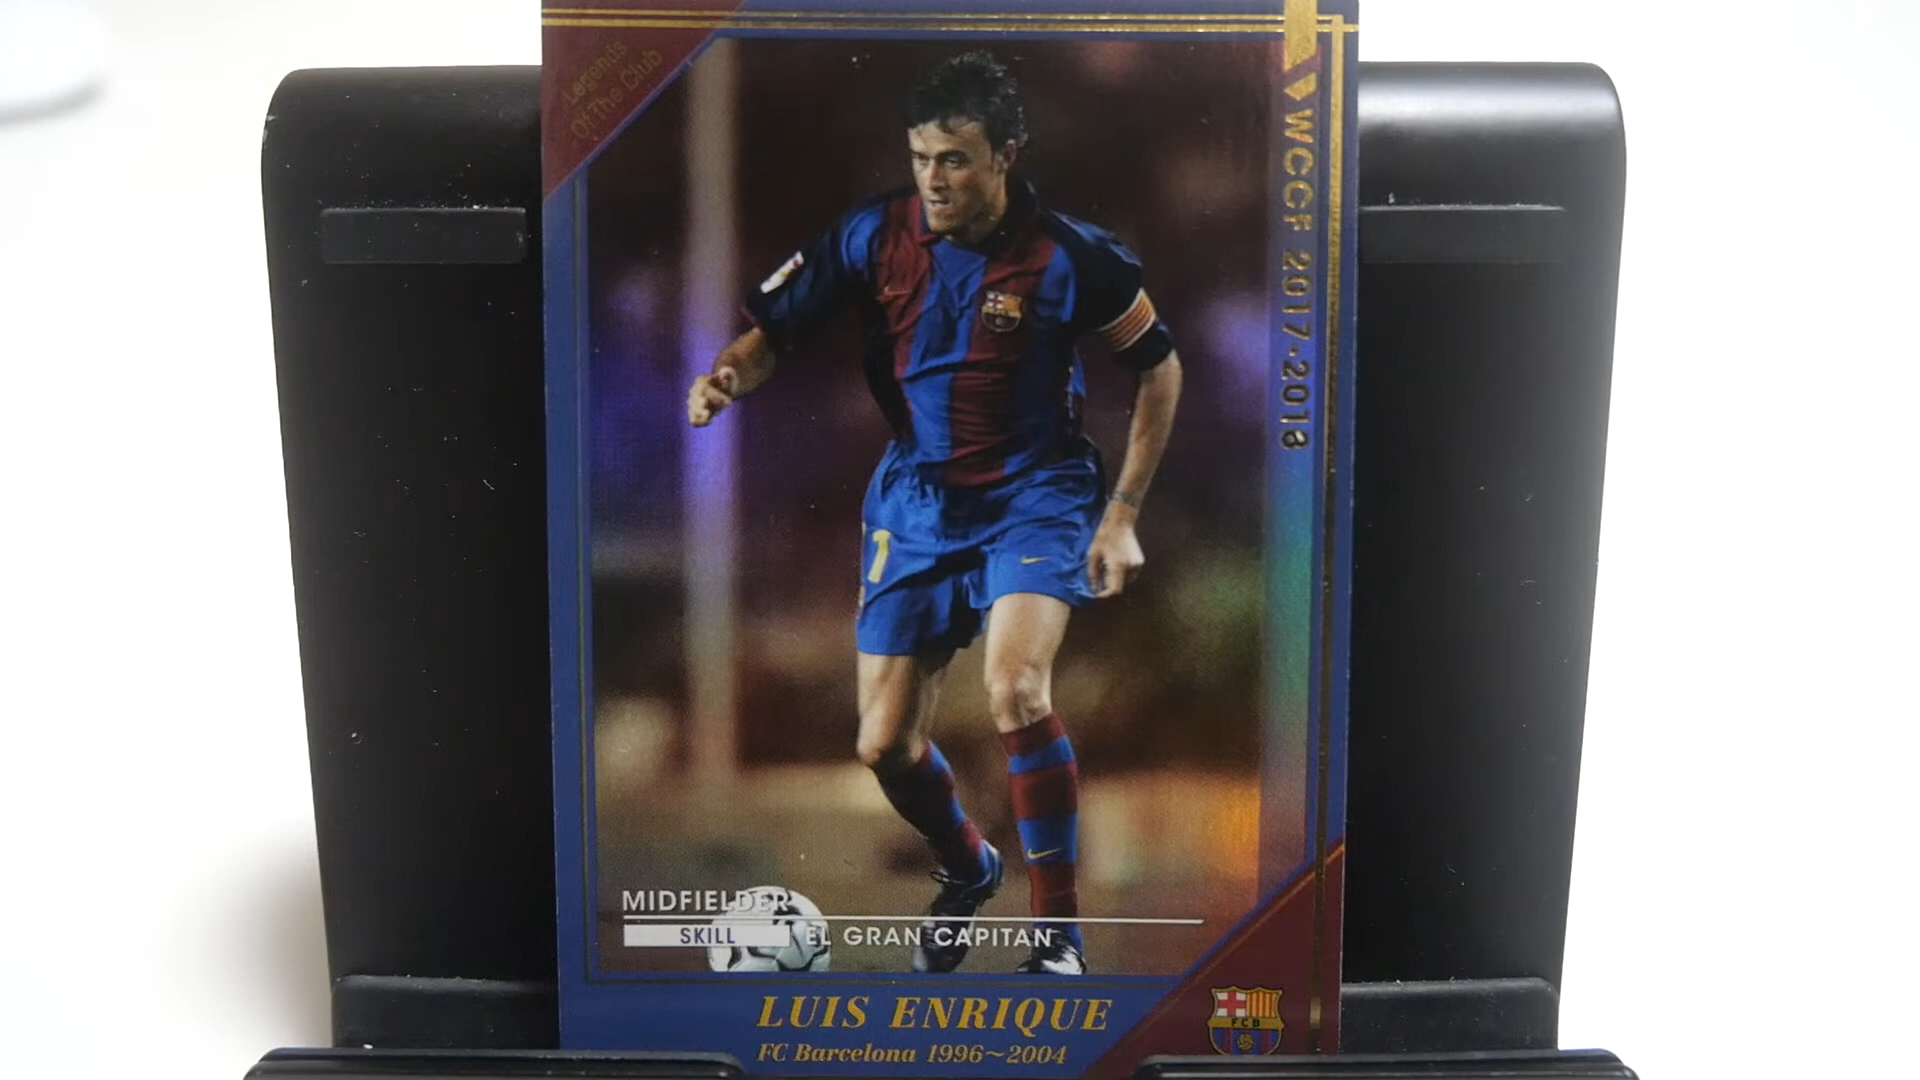 Legends
Of The Club
WCCF 2017-2018
1
MIDFIELDER
SKILL EL GRAN CAPITAN
LUIS ENRIQUE
FC Barcelona 1996~2004
FCB